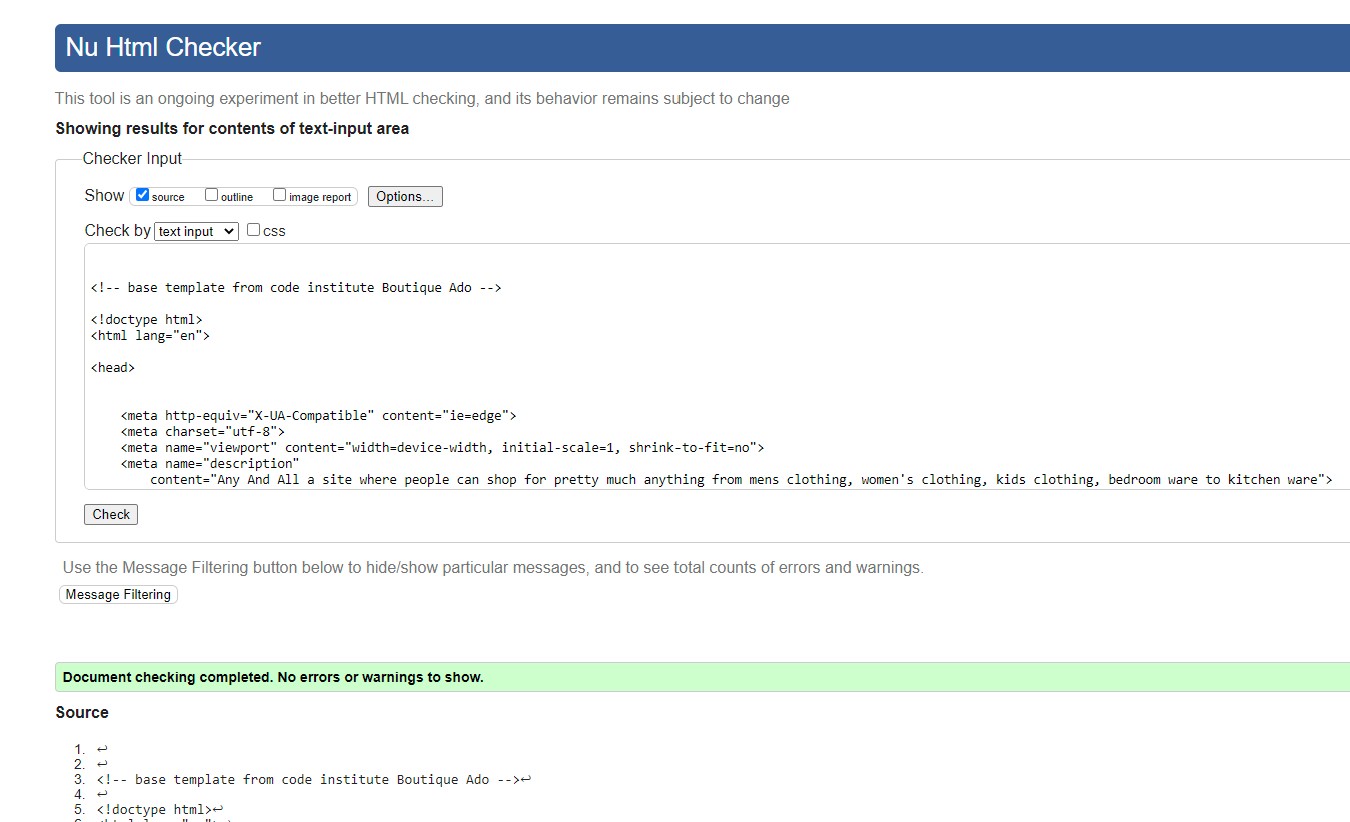 Nu Html Checker
This tool is an ongoing experiment in better HTML checking, and its behavior remains subject to change
Showing results for contents of text-input area
Checker Input
Show source outline image report Options...
Check by text input css
<!-- base template from code institute Boutique Ado -->
<!doctype html>
<html lang="en">
<head>
<meta http-equiv="X-UA-Compatible" content="ie=edge">
<meta charset="utf-8">
<meta name="viewport" content="width=device-width, initial-scale=1, shrink-to-fit=no">
<meta name="description"
content="Any And All a site where people can shop for pretty much anything from mens clothing, women's clothing, kids clothing, bedroom ware to kitchen ware">
Check
Use the Message Filtering button below to hide/show particular messages, and to see total counts of errors and warnings.
Message Filtering
Document checking completed. No errors or warnings to show.
Source
1. ↩
2. ↩
3. <!-- base template from code institute Boutique Ado -->↩
4. ↩
5. <!doctype html>↩